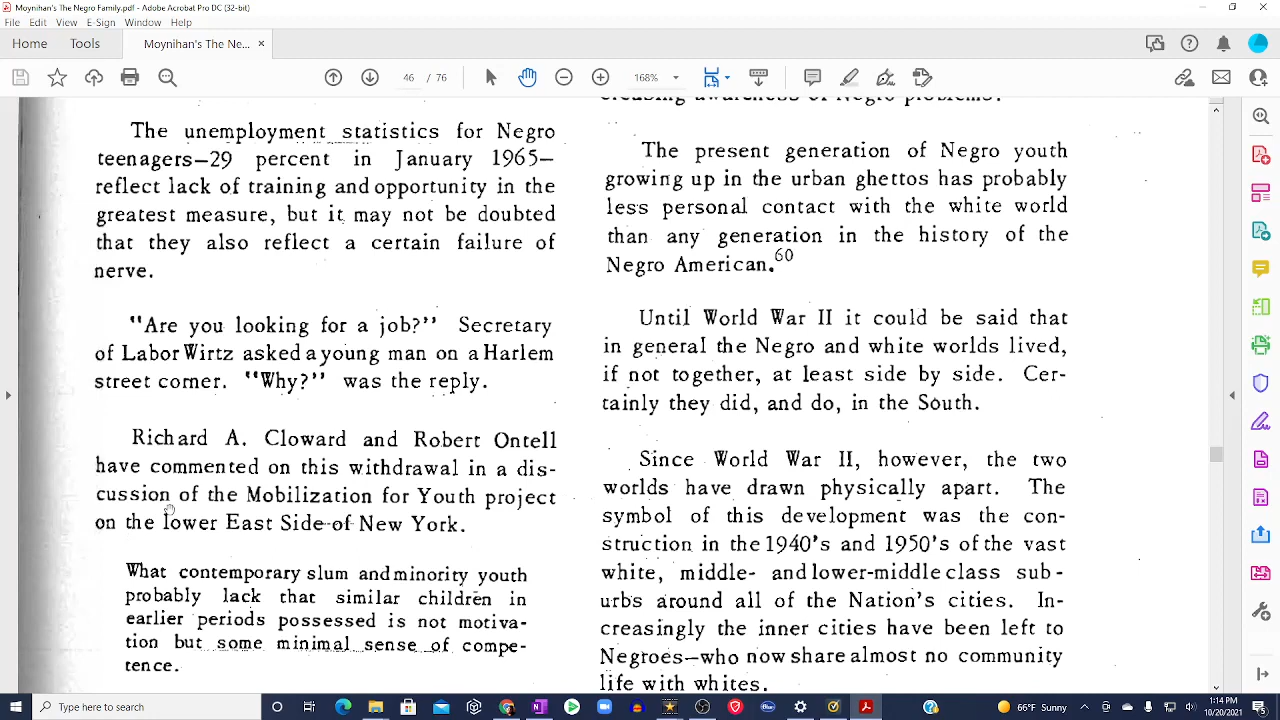 Moynihan's The Negro Family.pdf - Adobe Acrobat Pro DC (32-bit)
File Edit View E-Sign Window Help
Home Tools Moynihan's The Ne... ×
46 / 76 168%
The unemployment statistics for Negro
teenagers—29 percent in January 1965—
reflect lack of training and opportunity in the
greatest measure, but it may not be doubted
that they also reflect a certain failure of
nerve.
"Are you looking for a job?" Secretary
of Labor Wirtz asked a young man on a Harlem
street corner. "Why?" was the reply.
Richard A. Cloward and Robert Ontell
have commented on this withdrawal in a dis-
cussion of the Mobilization for Youth project
on the lower East Side of New York.
What contemporary slum and minority youth
probably lack that similar children in
earlier periods possessed is not motiva-
tion but some minimal sense of compe-
tence.
creasing awareness of Negro problems.
The present generation of Negro youth
growing up in the urban ghettos has probably
less personal contact with the white world
than any generation in the history of the
Negro American.60
Until World War II it could be said that
in general the Negro and white worlds lived,
if not together, at least side by side. Cer-
tainly they did, and do, in the South.
Since World War II, however, the two
worlds have drawn physically apart. The
symbol of this development was the con-
struction in the 1940's and 1950's of the vast
white, middle- and lower-middle class sub-
urbs around all of the Nation's cities. In-
creasingly the inner cities have been left to
Negroes—who now share almost no community
life with whites.
Type here to search
66°F Sunny
1:14 PM
10/20/2021